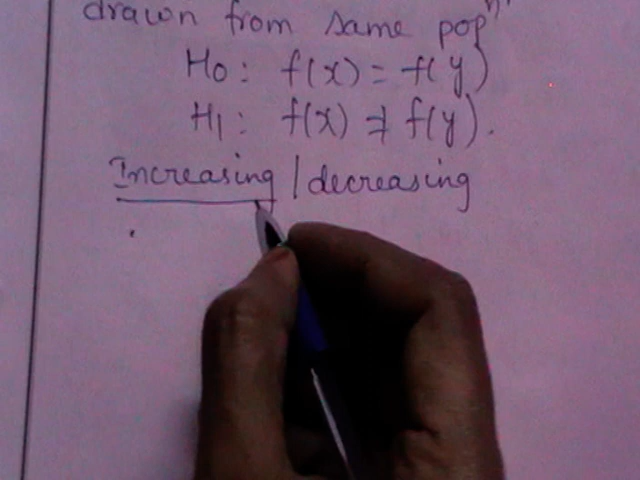 drawn from same popⁿ.
H0: f(x) = f(y)
H1: f(x) ≠ f(y).
Increasing / decreasing